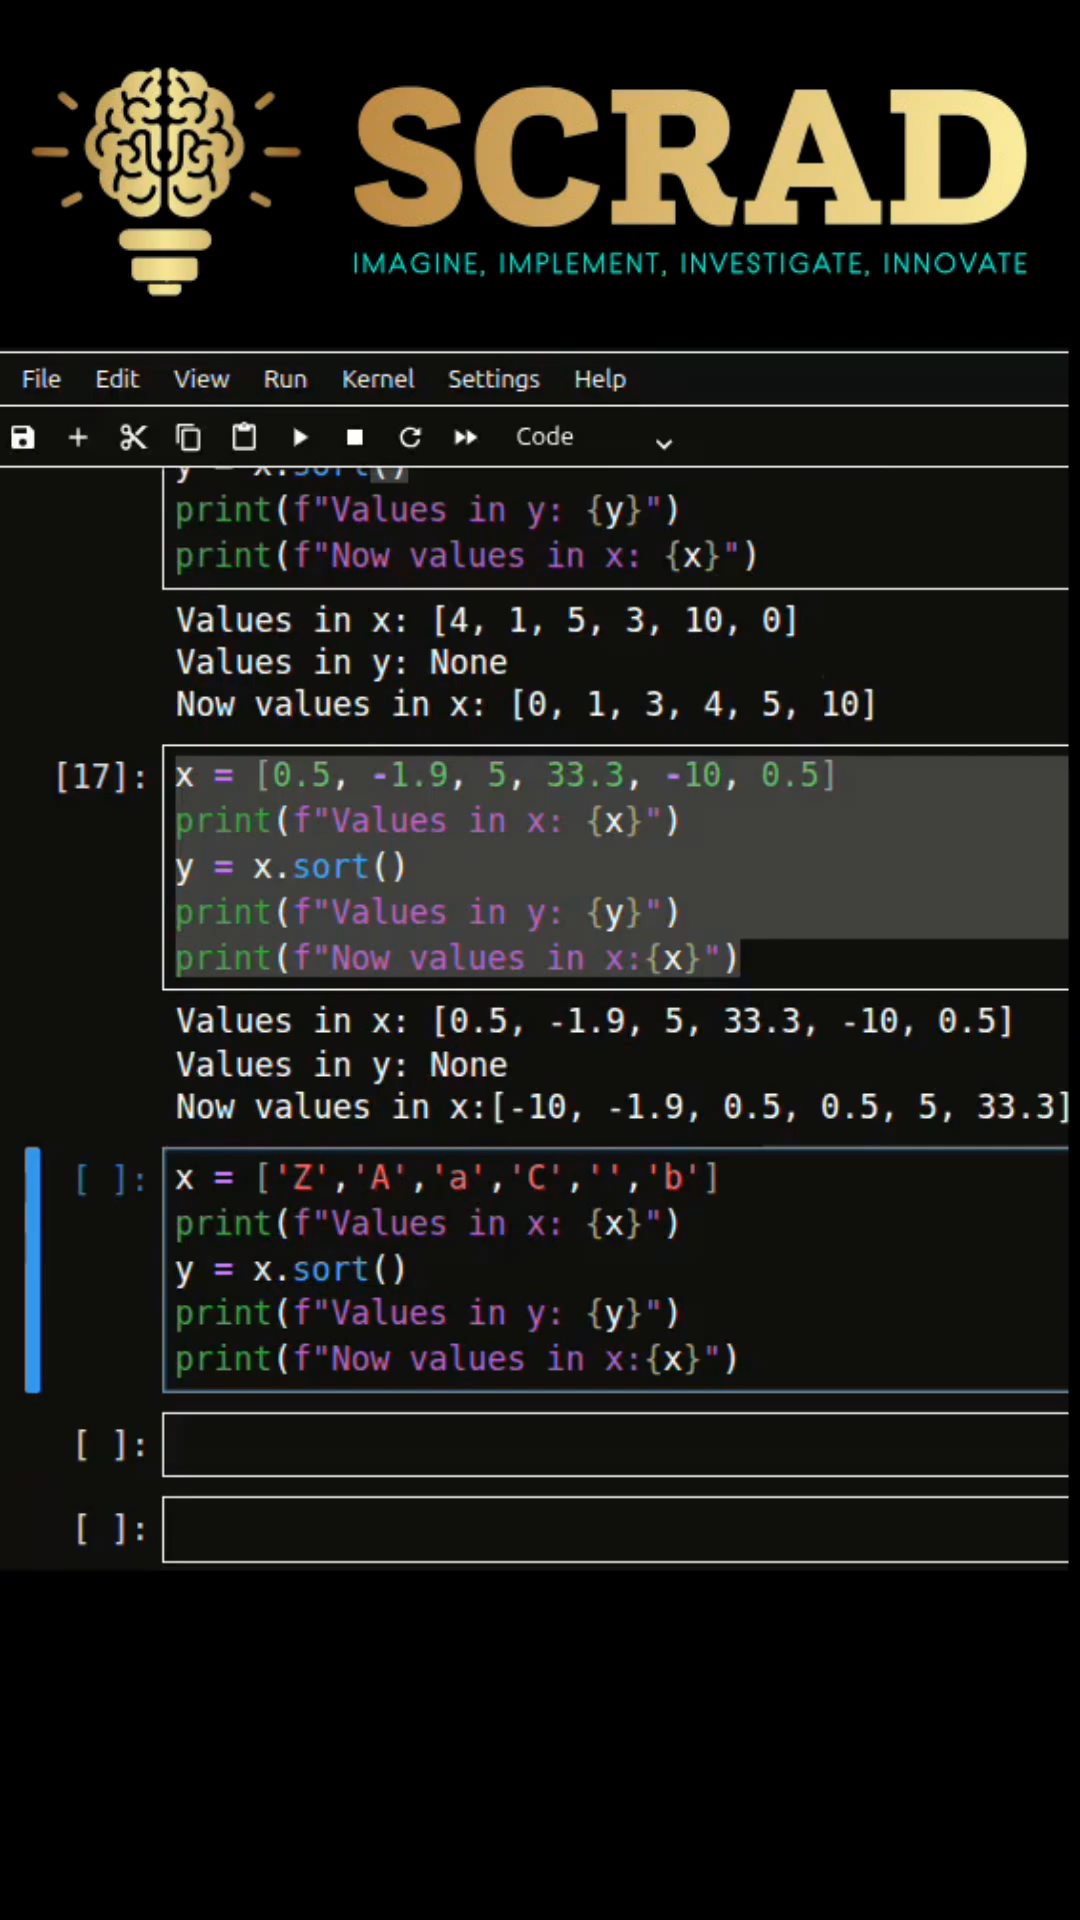 SCRAD
IMAGINE, IMPLEMENT, INVESTIGATE, INNOVATE
File Edit View Run Kernel Settings Help
Code
y = x.sort()
print(f"Values in y: {y}")
print(f"Now values in x: {x}")
Values in x: [4, 1, 5, 3, 10, 0]
Values in y: None
Now values in x: [0, 1, 3, 4, 5, 10]
[17]: x = [0.5, -1.9, 5, 33.3, -10, 0.5]
print(f"Values in x: {x}")
y = x.sort()
print(f"Values in y: {y}")
print(f"Now values in x:{x}")
Values in x: [0.5, -1.9, 5, 33.3, -10, 0.5]
Values in y: None
Now values in x:[-10, -1.9, 0.5, 0.5, 5, 33.3]
[ ]: x = ['Z','A','a','C','','b']
print(f"Values in x: {x}")
y = x.sort()
print(f"Values in y: {y}")
print(f"Now values in x:{x}")
[ ]:
[ ]: